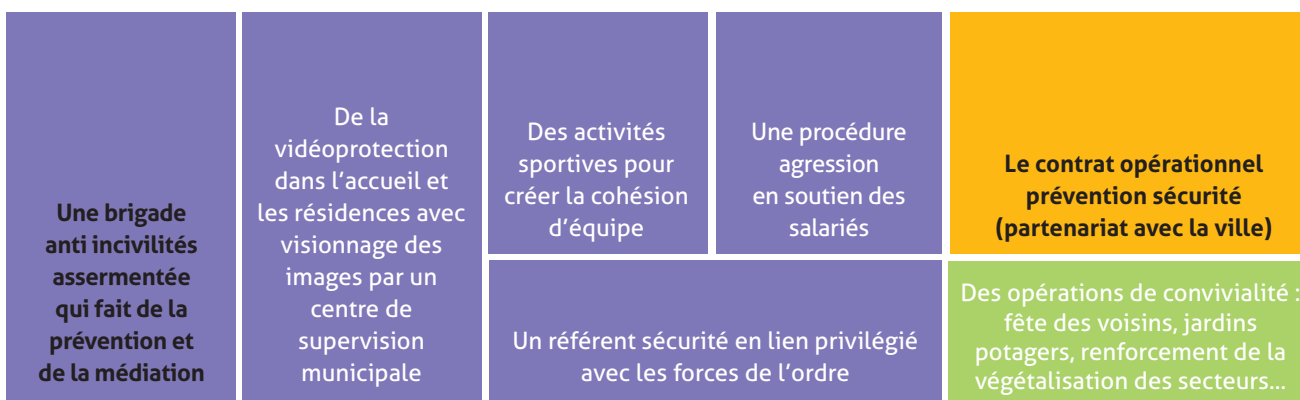 Une brigade
anti incivilités
assermentée
qui fait de la
prévention et
de la médiation
De la
vidéoprotection
dans l'accueil et
les résidences avec
visionnage des
images par un
centre de
supervision
municipale
Des activités
sportives pour
créer la cohésion
d'équipe
Une procédure
agression
en soutien des
salariés
Un référent sécurité en lien privilégié
avec les forces de l'ordre
Le contrat opérationnel
prévention sécurité
(partenariat avec la ville)
Des opérations de convivialité :
fête des voisins, jardins
potagers, renforcement de la
végétalisation des secteurs...